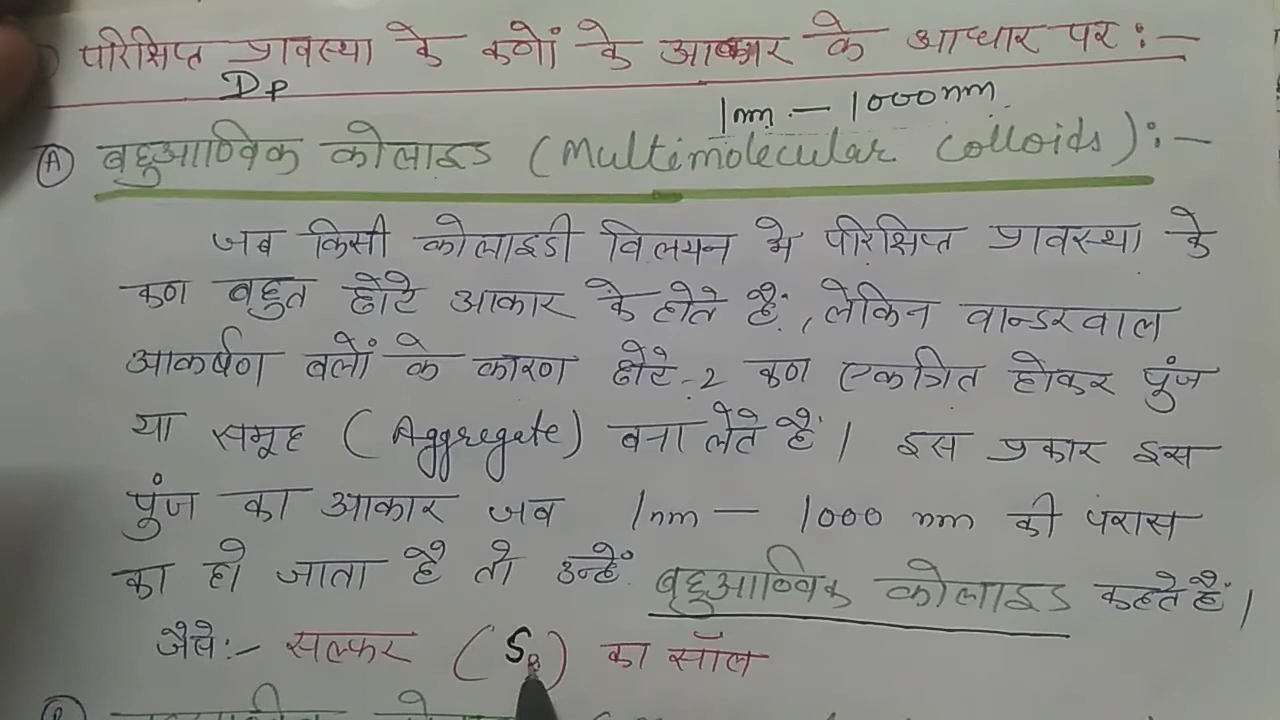 परिक्षिप्त प्रावस्था के कणों के आकार के आधार पर :-
DP
1nm - 1000nm
(A) बहुआण्विक कोलाइड (Multimolecular Colloids) :-
जब किसी कोलाइडी विलयन मे परिक्षिप्त प्रावस्था के
कण बहुत छोटे आकार के होते हैं, लेकिन वान्डरवाल
आकर्षण बलों के कारण छोटे-2 कण एकत्रित होकर पुंज
या समूह (Aggregate) बना लेते हैं। इस प्रकार इस
पुंज का आकार जब 1nm - 1000 nm की परास
का हो जाता है तो उन्हें बहुआण्विक कोलाइड कहते हैं।
जैसे:- सल्फर (S8) का सॉल
(B)